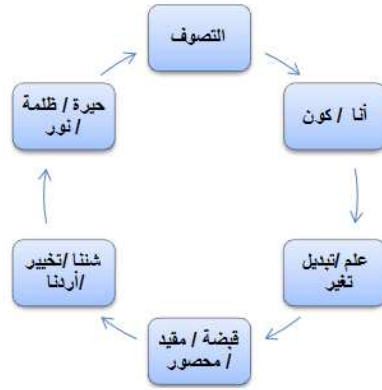 التصوف
أنا / كون
علم /تبديل
تغير
قبضة / مقيد
/ محصور
شئنا /تخيير
/أردنا
حيرة / ظلمة
/ نور